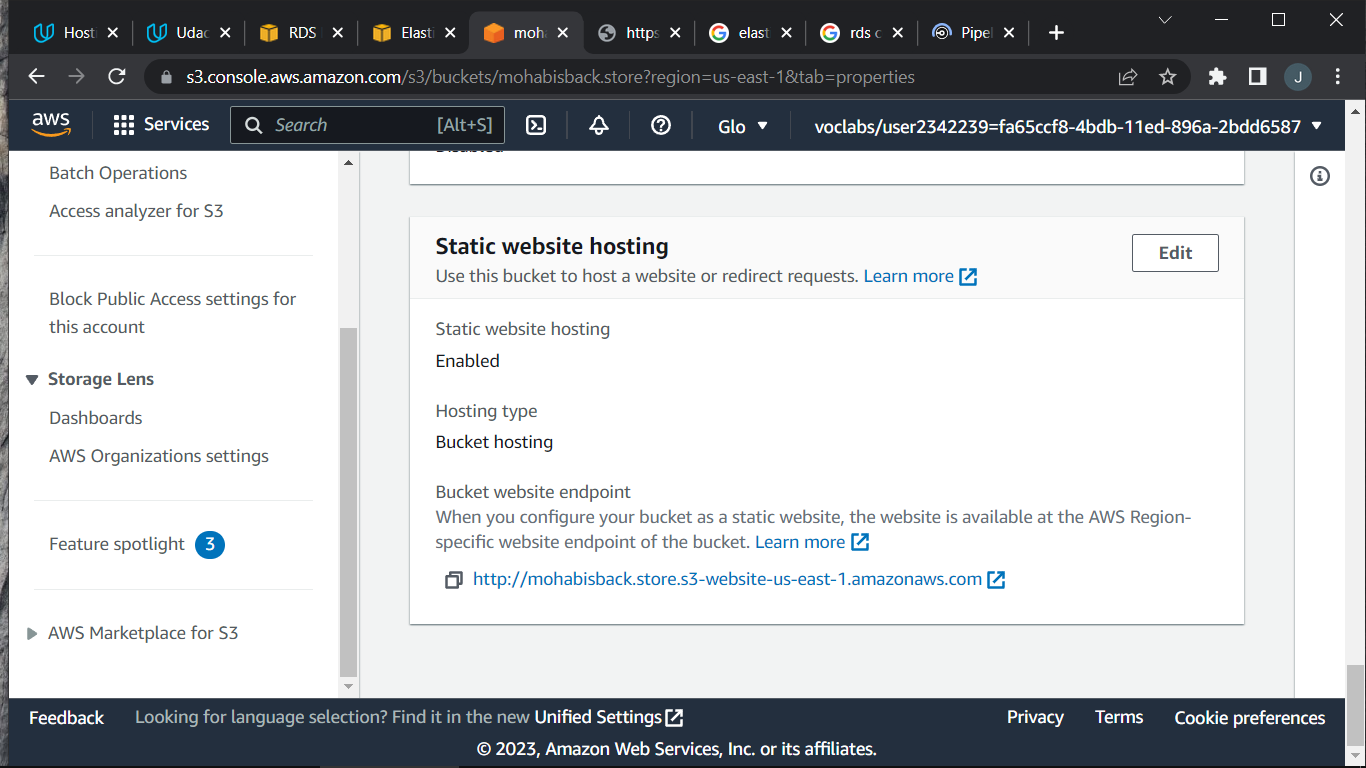 Hosti
Udac
RDS
Elasti
moha
https
elast
rds c
Pipel
s3.console.aws.amazon.com/s3/buckets/mohabisback.store?region=us-east-1&tab=properties
J
aws
Services
Search
[Alt+S]
Glo
voclabs/user2342239=fa65ccf8-4bdb-11ed-896a-2bdd6587
Batch Operations
Access analyzer for S3
Block Public Access settings for
this account
Storage Lens
Dashboards
AWS Organizations settings
Feature spotlight 3
AWS Marketplace for S3
Disabled
Static website hosting
Edit
Use this bucket to host a website or redirect requests. Learn more
Static website hosting
Enabled
Hosting type
Bucket hosting
Bucket website endpoint
When you configure your bucket as a static website, the website is available at the AWS Region-
specific website endpoint of the bucket. Learn more
http://mohabisback.store.s3-website-us-east-1.amazonaws.com
Feedback
Looking for language selection? Find it in the new Unified Settings
Privacy
Terms
Cookie preferences
© 2023, Amazon Web Services, Inc. or its affiliates.